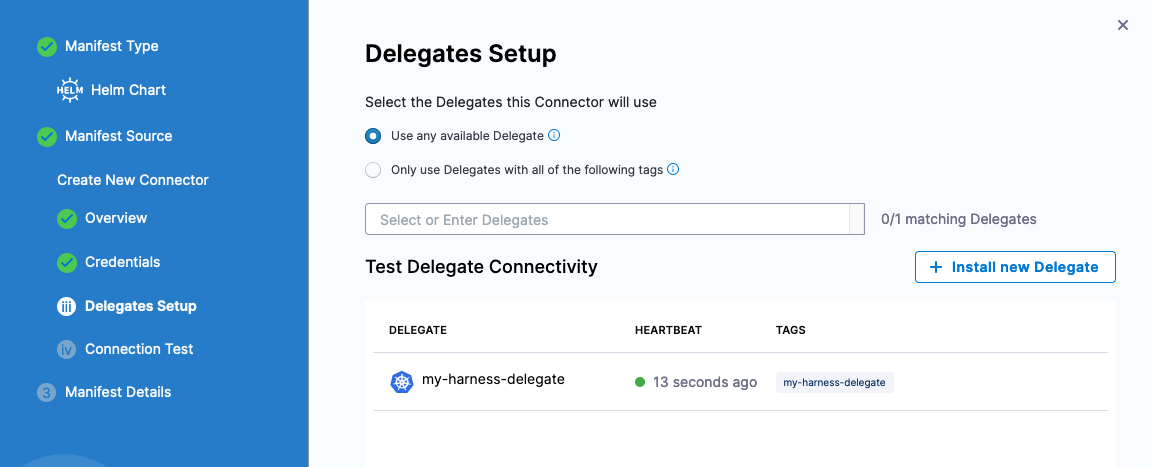 Manifest Type
HELM Helm Chart
Manifest Source
Create New Connector
Overview
Credentials
iii Delegates Setup
iv Connection Test
3 Manifest Details
Delegates Setup
Select the Delegates this Connector will use
Use any available Delegate
Only use Delegates with all of the following tags
Select or Enter Delegates
0/1 matching Delegates
Test Delegate Connectivity
+ Install new Delegate
DELEGATE HEARTBEAT TAGS
my-harness-delegate 13 seconds ago my-harness-delegate